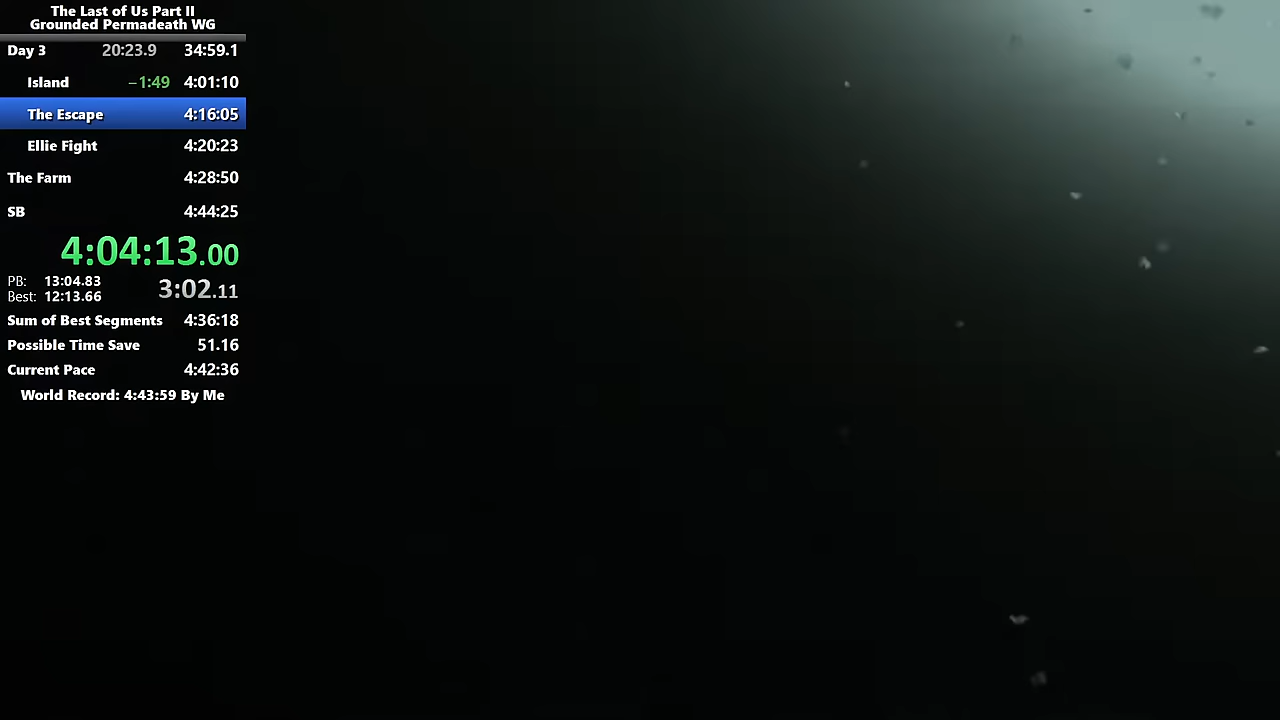 The Last of Us Part II
Grounded Permadeath WG
Day 3 20:23.9 34:59.1
Island −1:49 4:01:10
The Escape 4:16:05
Ellie Fight 4:20:23
The Farm 4:28:50
SB 4:44:25
4:04:13.00
PB: 13:04.83
Best: 12:13.66
3:02.11
Sum of Best Segments 4:36:18
Possible Time Save 51.16
Current Pace 4:42:36
World Record: 4:43:59 By Me